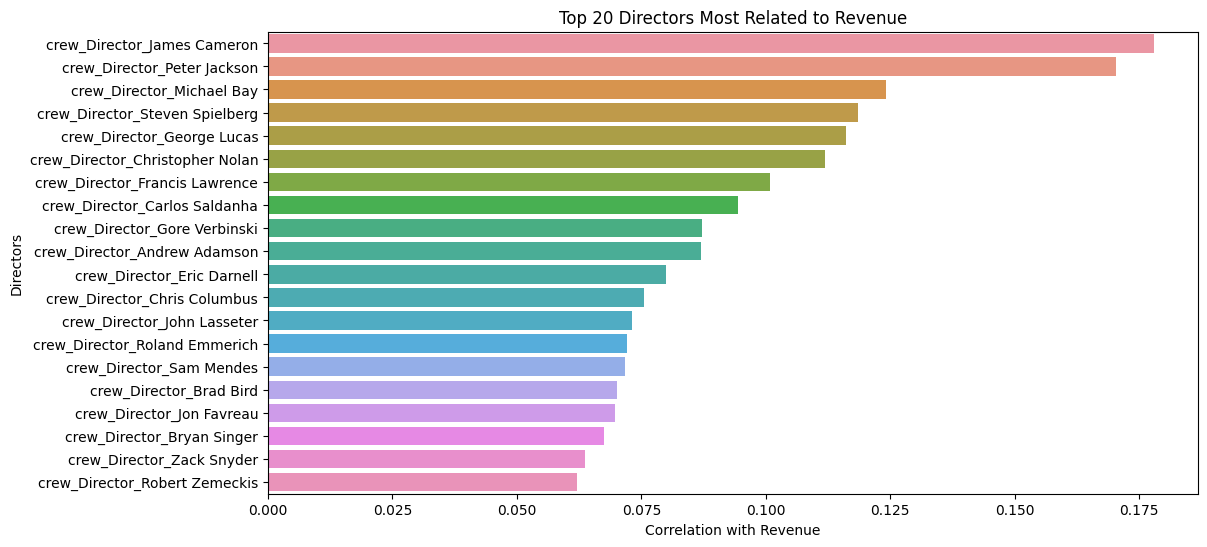 Top 20 Directors Most Related to Revenue
crew_Director_James Cameron
crew_Director_Peter Jackson
crew_Director_Michael Bay
crew_Director_Steven Spielberg
crew_Director_George Lucas
crew_Director_Christopher Nolan
crew_Director_Francis Lawrence
crew_Director_Carlos Saldanha
crew_Director_Gore Verbinski
crew_Director_Andrew Adamson
crew_Director_Eric Darnell
crew_Director_Chris Columbus
crew_Director_John Lasseter
crew_Director_Roland Emmerich
crew_Director_Sam Mendes
crew_Director_Brad Bird
crew_Director_Jon Favreau
crew_Director_Bryan Singer
crew_Director_Zack Snyder
crew_Director_Robert Zemeckis
Directors
0.000 0.025 0.050 0.075 0.100 0.125 0.150 0.175
Correlation with Revenue